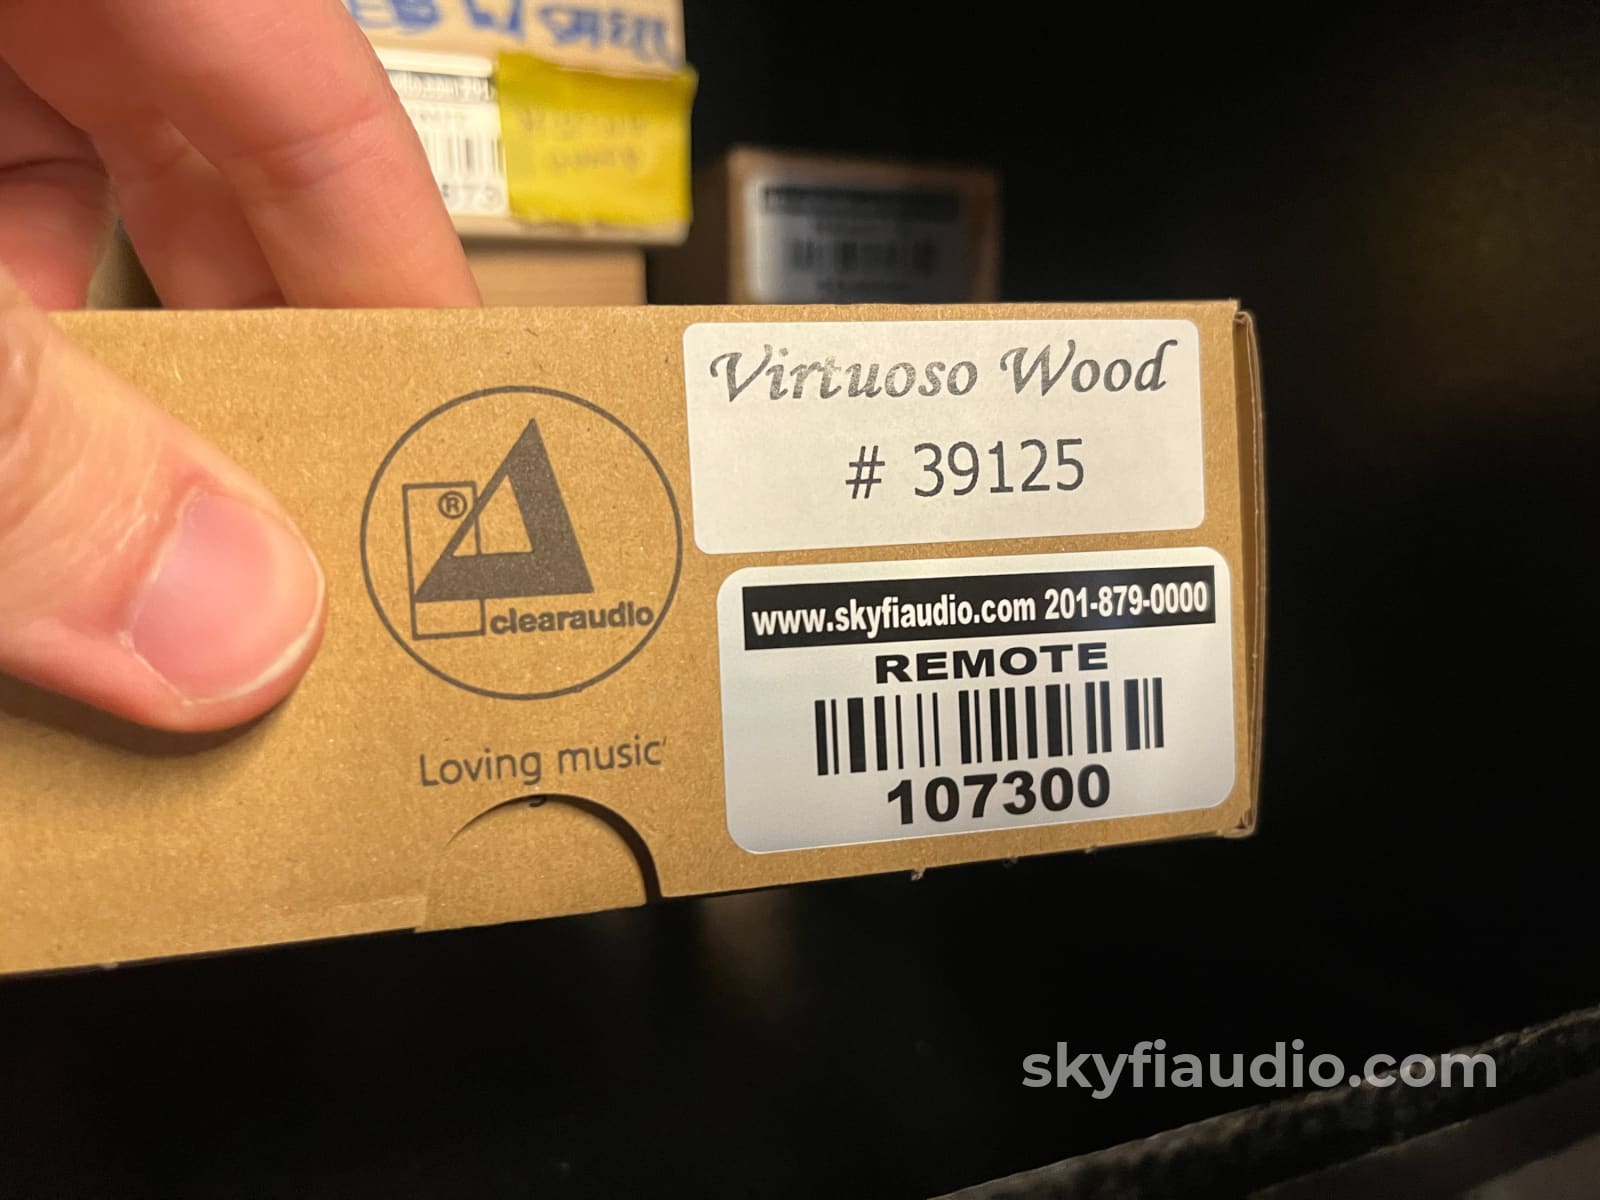 Virtuoso Wood
# 39125
®
clearaudio
Loving music
www.skyfiaudio.com 201-879-0000
REMOTE
107300
skyfiaudio.com